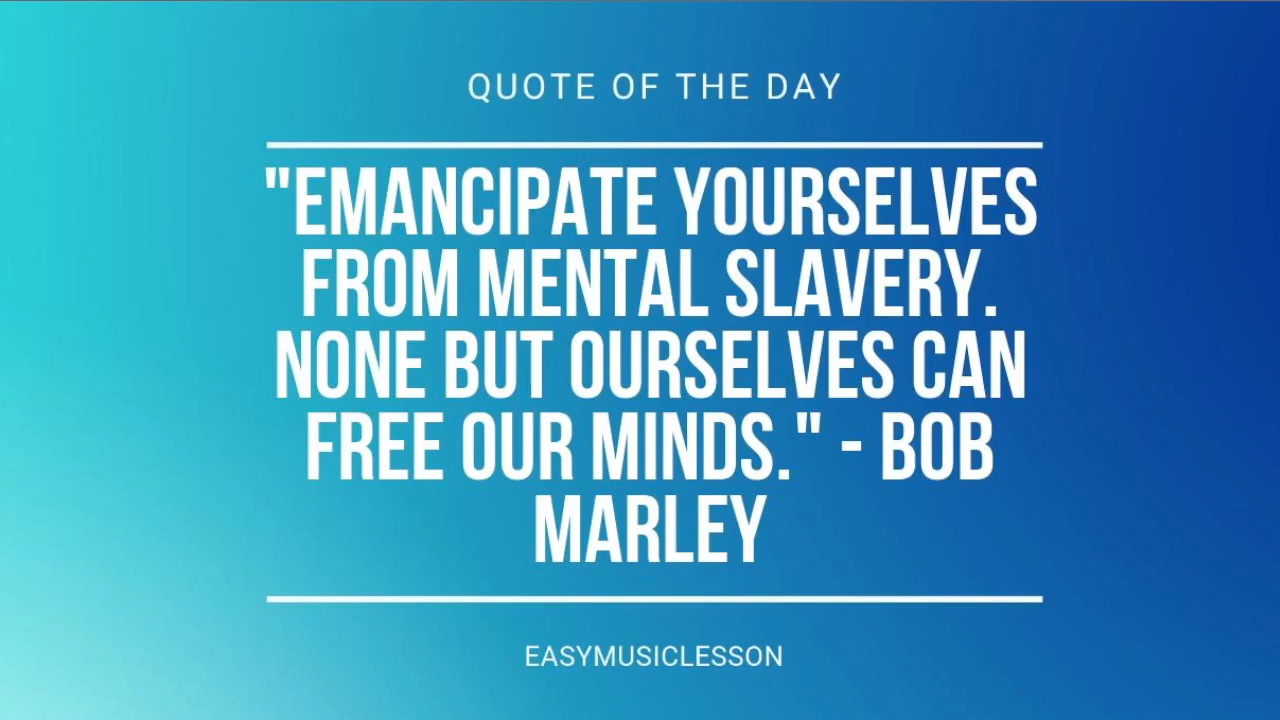 QUOTE OF THE DAY
"EMANCIPATE YOURSELVES
FROM MENTAL SLAVERY.
NONE BUT OURSELVES CAN
FREE OUR MINDS." - BOB
MARLEY
EASYMUSICLESSON